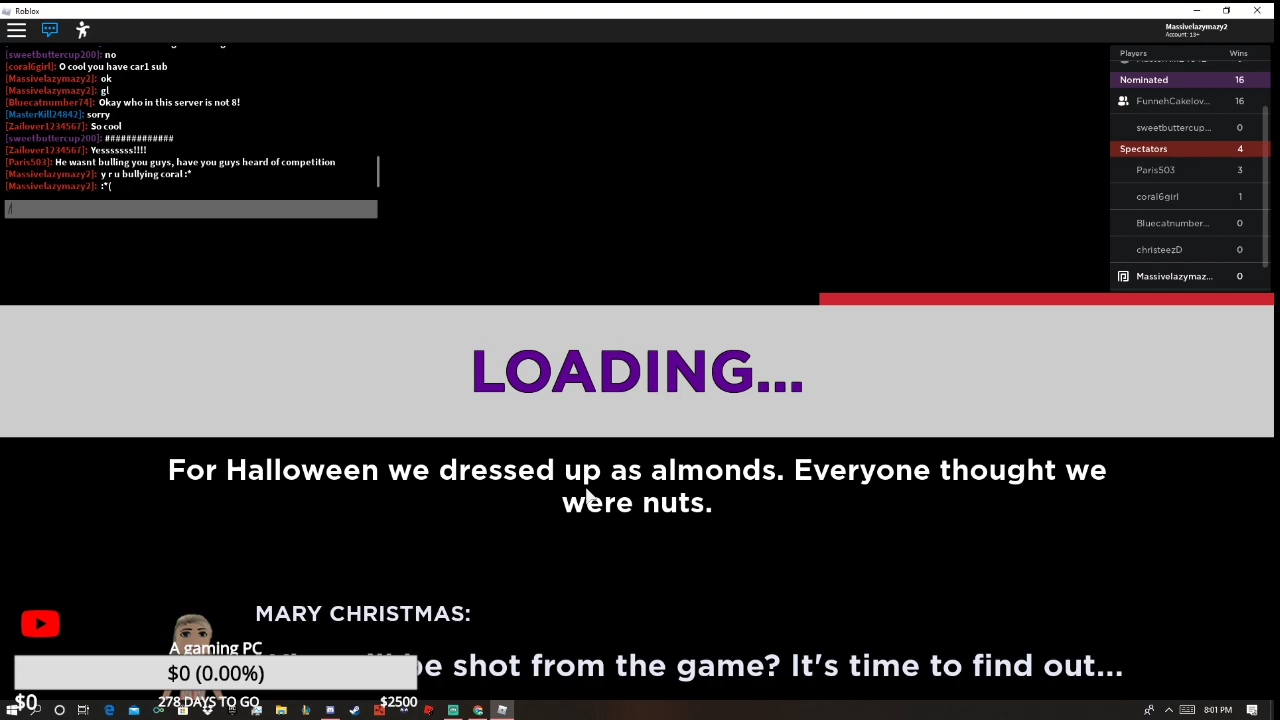 Roblox
Massivelazymazy2
Account: 13+
[sweetbuttercup200]: no
[coral6girl]: O cool you have car1 sub
[Massivelazymazy2]: ok
[Massivelazymazy2]: gl
[Bluecatnumber74]: Okay who in this server is not 8!
[MasterKill24842]: sorry
[Zailover1234567]: So cool
[sweetbuttercup200]: #############
[Zailover1234567]: Yesssssss!!!!
[Paris503]: He wasnt bulling you guys, have you guys heard of competition
[Massivelazymazy2]: y r u bullying coral :*
[Massivelazymazy2]: :*(
/
Players Wins
Nominated 16
FunnehCakelov... 16
sweetbuttercup... 0
Spectators 4
Paris503 3
coral6girl 1
Bluecatnumber... 0
christeezD 0
Massivelazymaz... 0
LOADING...
For Halloween we dressed up as almonds. Everyone thought we
were nuts.
MARY CHRISTMAS:
be shot from the game? It's time to find out...
A gaming PC
$0 (0.00%)
$0 278 DAYS TO GO $2500
8:01 PM